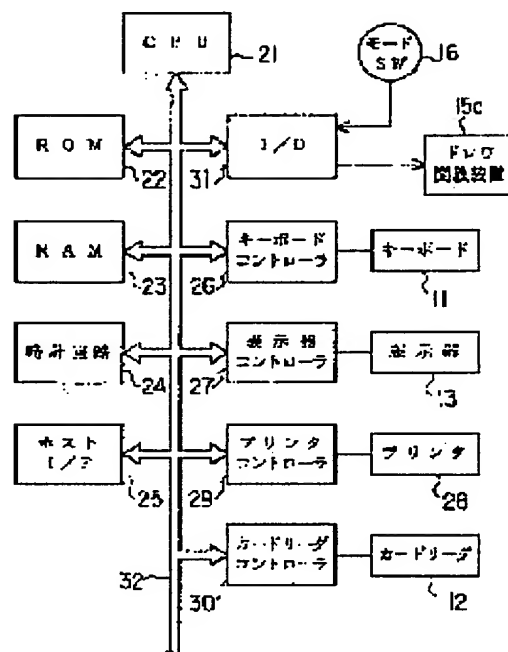 CPU
21
モード
SW
16
ROM
22
I/O
31
15c
ドロワ
開放装置
RAM
23
キーボード
コントローラ
26
キーボード
11
時計回路
24
表示器
コントローラ
27
表示器
13
ホスト
I/F
25
プリンタ
コントローラ
29
プリンタ
28
カードリーダ
コントローラ
30
カードリーダ
12
32